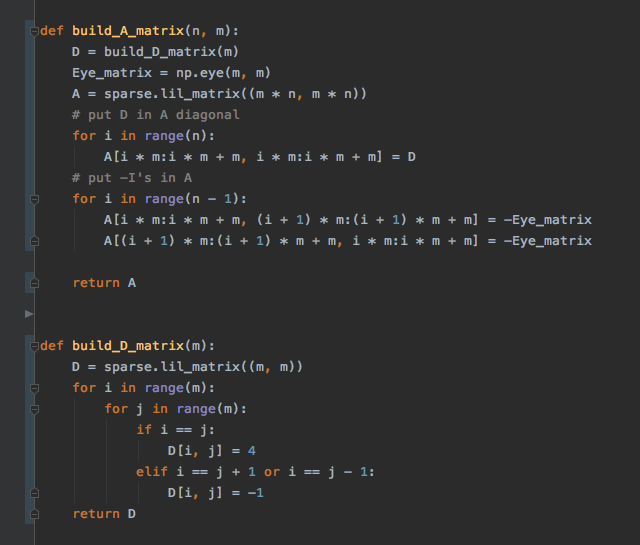 def build_A_matrix(n, m):
    D = build_D_matrix(m)
    Eye_matrix = np.eye(m, m)
    A = sparse.lil_matrix((m * n, m * n))
    # put D in A diagonal
    for i in range(n):
        A[i * m:i * m + m, i * m:i * m + m] = D
    # put -I's in A
    for i in range(n - 1):
        A[i * m:i * m + m, (i + 1) * m:(i + 1) * m + m] = -Eye_matrix
        A[(i + 1) * m:(i + 1) * m + m, i * m:i * m + m] = -Eye_matrix
    return A
def build_D_matrix(m):
    D = sparse.lil_matrix((m, m))
    for i in range(m):
        for j in range(m):
            if i == j:
                D[i, j] = 4
            elif i == j + 1 or i == j - 1:
                D[i, j] = -1
    return D